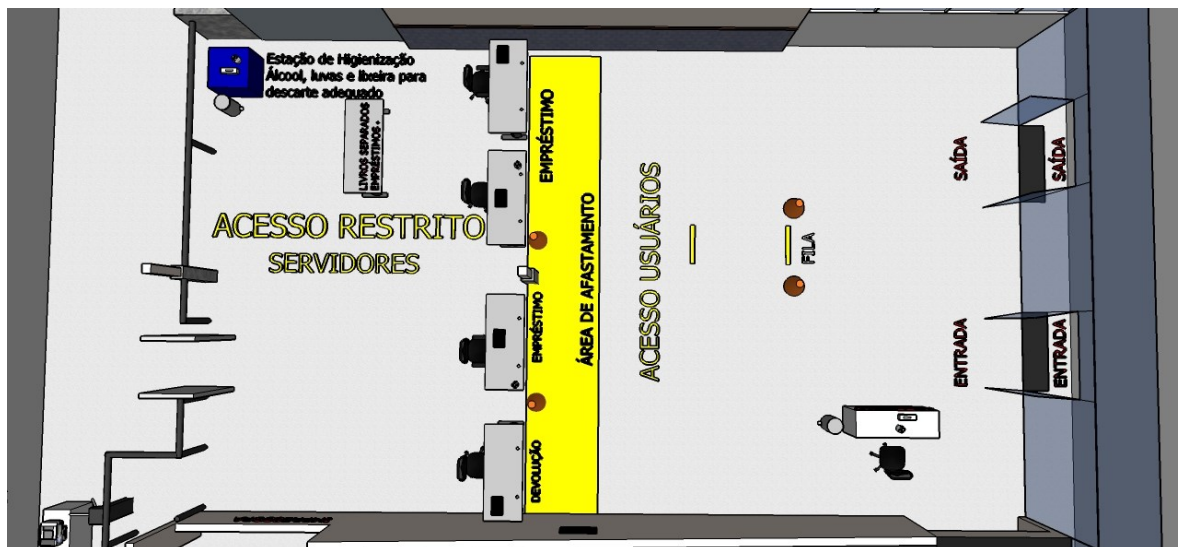 Estação de Higienização
Álcool, luvas e lixeira para
descarte adequado
LIVROS SEPARADOS
EMPRÉSTIMOS +
ACESSO RESTRITO
SERVIDORES
EMPRÉSTIMO
EMPRÉSTIMO
DEVOLUÇÃO
ÁREA DE AFASTAMENTO
ACESSO USUÁRIOS
FILA
SAÍDA
SAÍDA
ENTRADA
ENTRADA